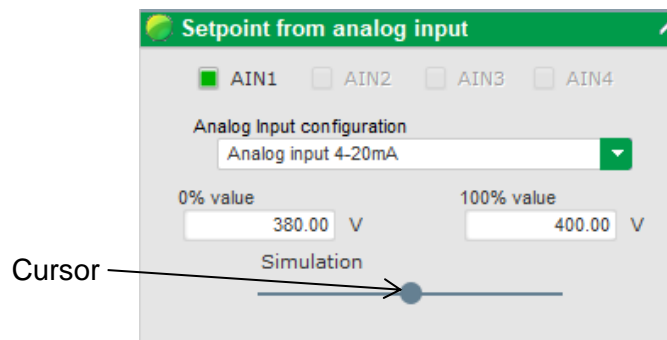 Setpoint from analog input
AIN1 AIN2 AIN3 AIN4
Analog Input configuration
Analog input 4-20mA
0% value 100% value
380.00 V 400.00 V
Simulation
Cursor